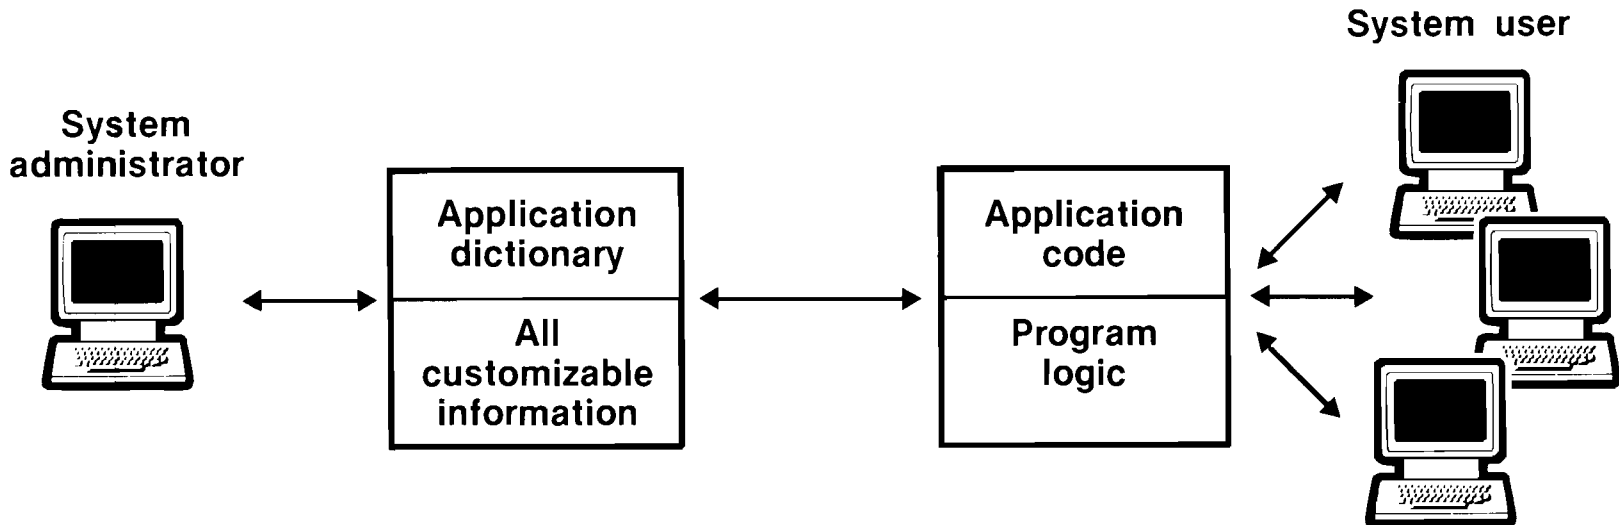 System user
System
administrator
Application
dictionary
All
customizable
information
Application
code
Program
logic